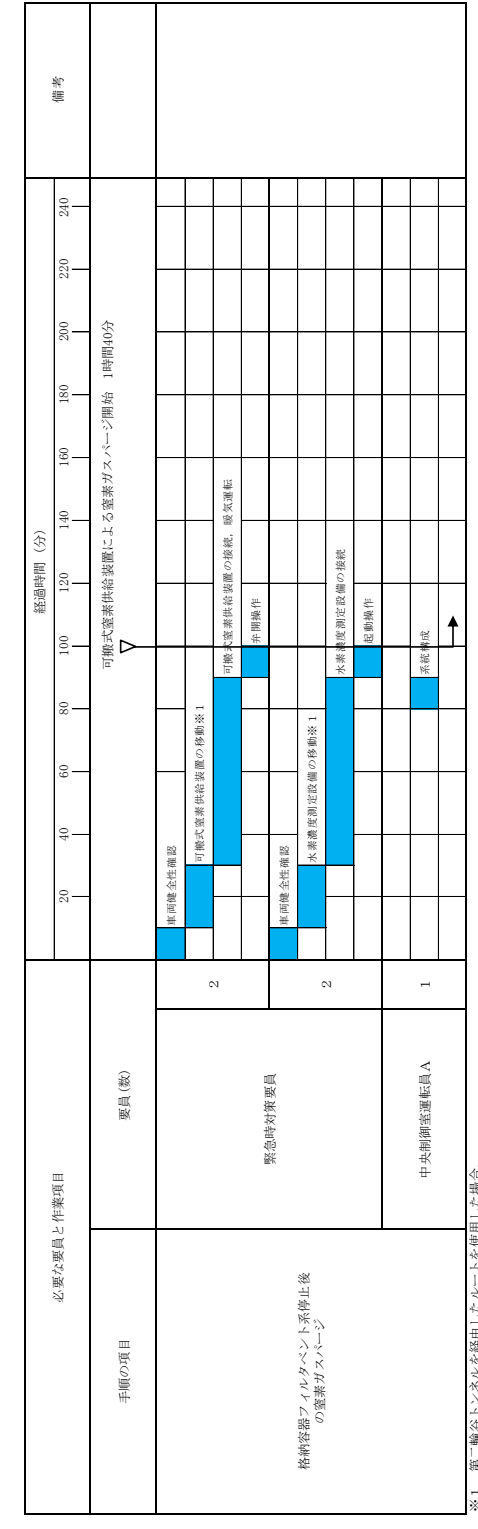 必要な要員と作業項目
経過時間（分）
備考
20 40 60 80 100 120 140 160 180 200 220 240
手順の項目
要員(数)
可搬式窒素供給装置による窒素ガスパージ開始　1時間40分
格納容器フィルタベント系停止後
の窒素ガスパージ
緊急時対策要員
2
車両健全性確認
可搬式窒素供給装置の移動※1
可搬式窒素供給装置の接続，暖気運転
弁開操作
2
車両健全性確認
水素濃度測定設備の移動※1
水素濃度測定設備の接続
起動操作
中央制御室運転員A
1
系統構成
※1　第二輪谷トンネルを経由したルートを使用した場合